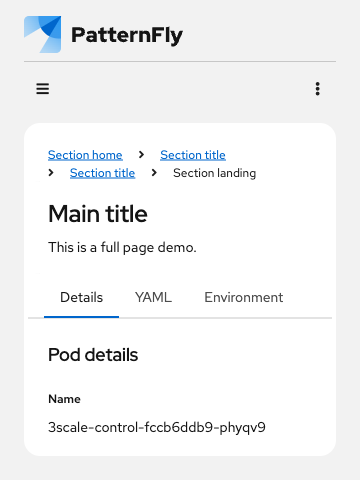 PatternFly
Section home Section title
Section title Section landing
Main title
This is a full page demo.
Details YAML Environment
Pod details
Name
3scale-control-fccb6ddb9-phyqv9